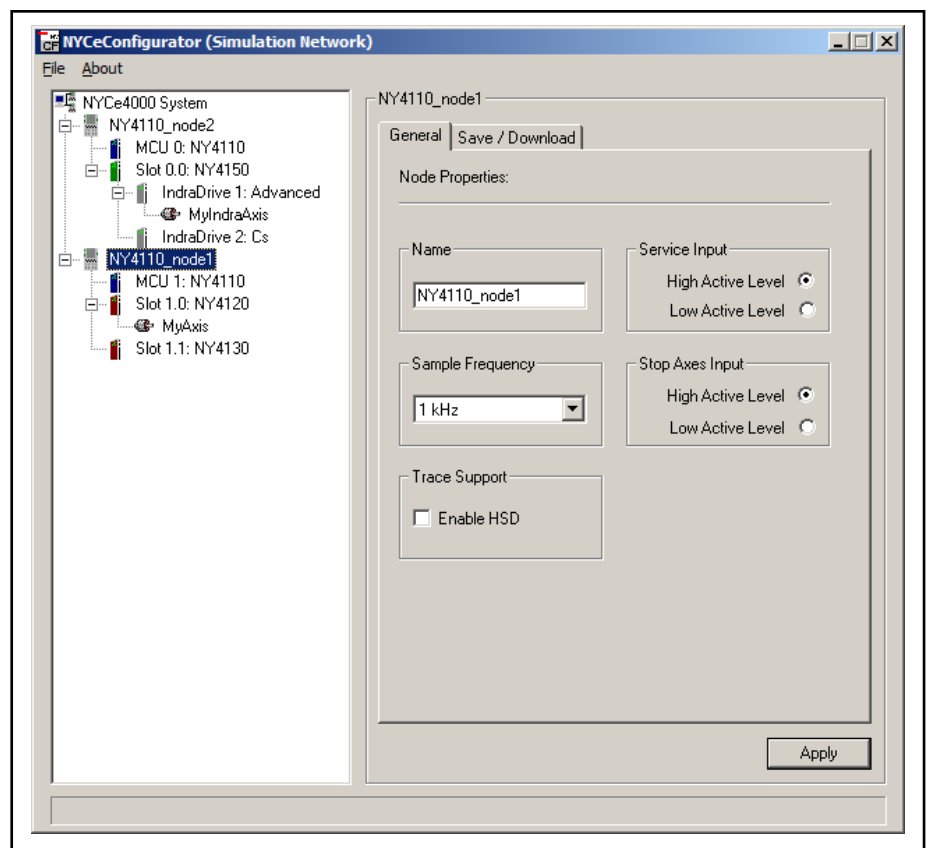 NYCeConfigurator (Simulation Network)
File About
NYCe4000 System
NY4110_node2
MCU 0: NY4110
Slot 0.0: NY4150
IndraDrive 1: Advanced
MyIndraAxis
IndraDrive 2: Cs
NY4110_node1
MCU 1: NY4110
Slot 1.0: NY4120
MyAxis
Slot 1.1: NY4130
NY4110_node1
General Save / Download
Node Properties:
Name
NY4110_node1
Service Input
High Active Level
Low Active Level
Sample Frequency
1 kHz
Stop Axes Input
High Active Level
Low Active Level
Trace Support
Enable HSD
Apply